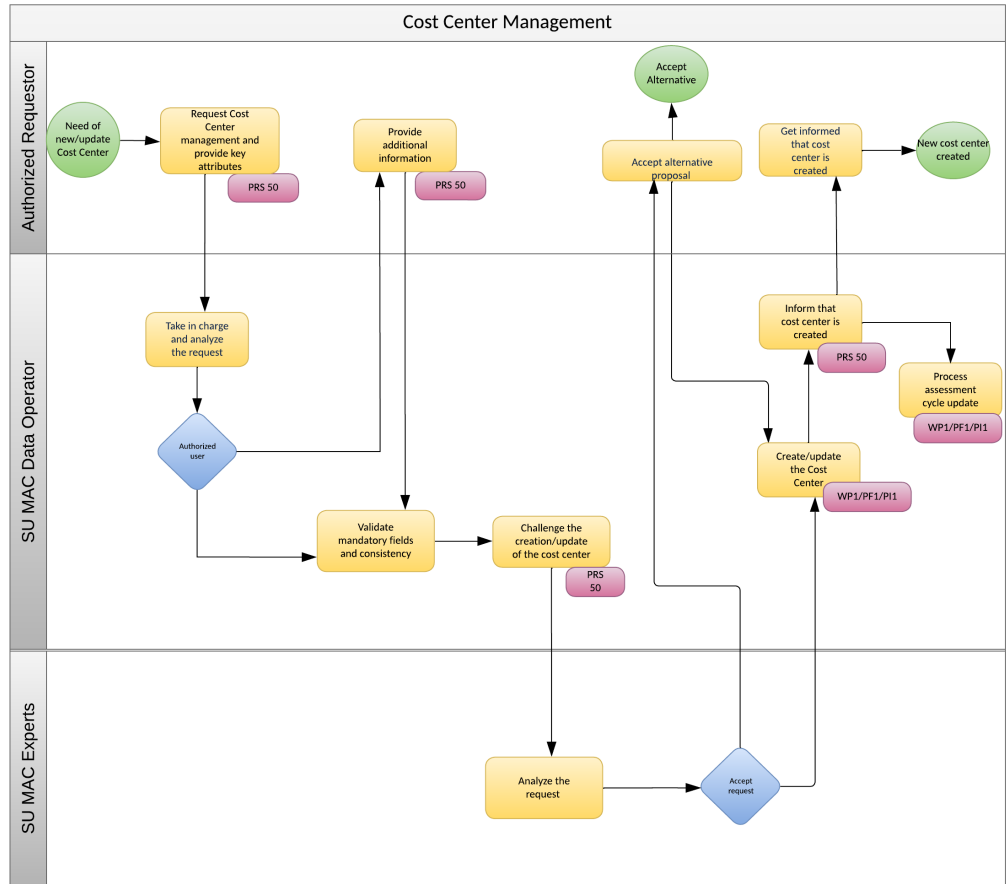 Cost Center Management
Authorized Requestor
Need of
new/update
Cost Center
Request Cost
Center
management and
provide key
attributes
PRS 50
Provide
additional
information
PRS 50
Accept
Alternative
Accept alternative
proposal
Get informed
that cost
center is
created
New cost center
created
SU MAC Data Operator
Take in charge
and analyze
the request
Authorized
user
Validate
mandatory fields
and consistency
Challenge the
creation/update
of the cost center
PRS
50
Inform that
cost center is
created
PRS 50
Process
assessment
cycle update
WP1/PF1/PI1
Create/update
the Cost
Center
WP1/PF1/PI1
SU MAC Experts
Analyze the
request
Accept
request